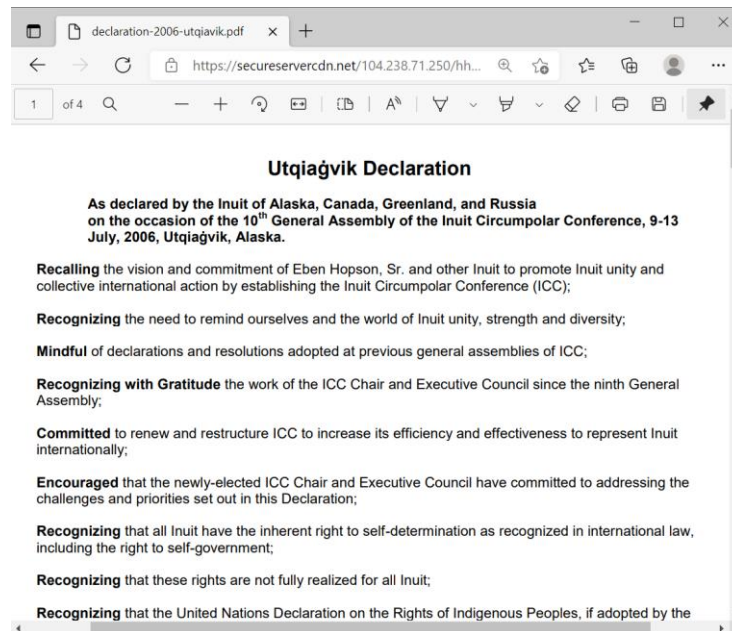 declaration-2006-utqiavik.pdf
https://secureservercdn.net/104.238.71.250/hh...
1 of 4
Utqiaġvik Declaration
As declared by the Inuit of Alaska, Canada, Greenland, and Russia
on the occasion of the 10th General Assembly of the Inuit Circumpolar Conference, 9-13
July, 2006, Utqiaġvik, Alaska.
Recalling the vision and commitment of Eben Hopson, Sr. and other Inuit to promote Inuit unity and
collective international action by establishing the Inuit Circumpolar Conference (ICC);
Recognizing the need to remind ourselves and the world of Inuit unity, strength and diversity;
Mindful of declarations and resolutions adopted at previous general assemblies of ICC;
Recognizing with Gratitude the work of the ICC Chair and Executive Council since the ninth General
Assembly;
Committed to renew and restructure ICC to increase its efficiency and effectiveness to represent Inuit
internationally;
Encouraged that the newly-elected ICC Chair and Executive Council have committed to addressing the
challenges and priorities set out in this Declaration;
Recognizing that all Inuit have the inherent right to self-determination as recognized in international law,
including the right to self-government;
Recognizing that these rights are not fully realized for all Inuit;
Recognizing that the United Nations Declaration on the Rights of Indigenous Peoples, if adopted by the